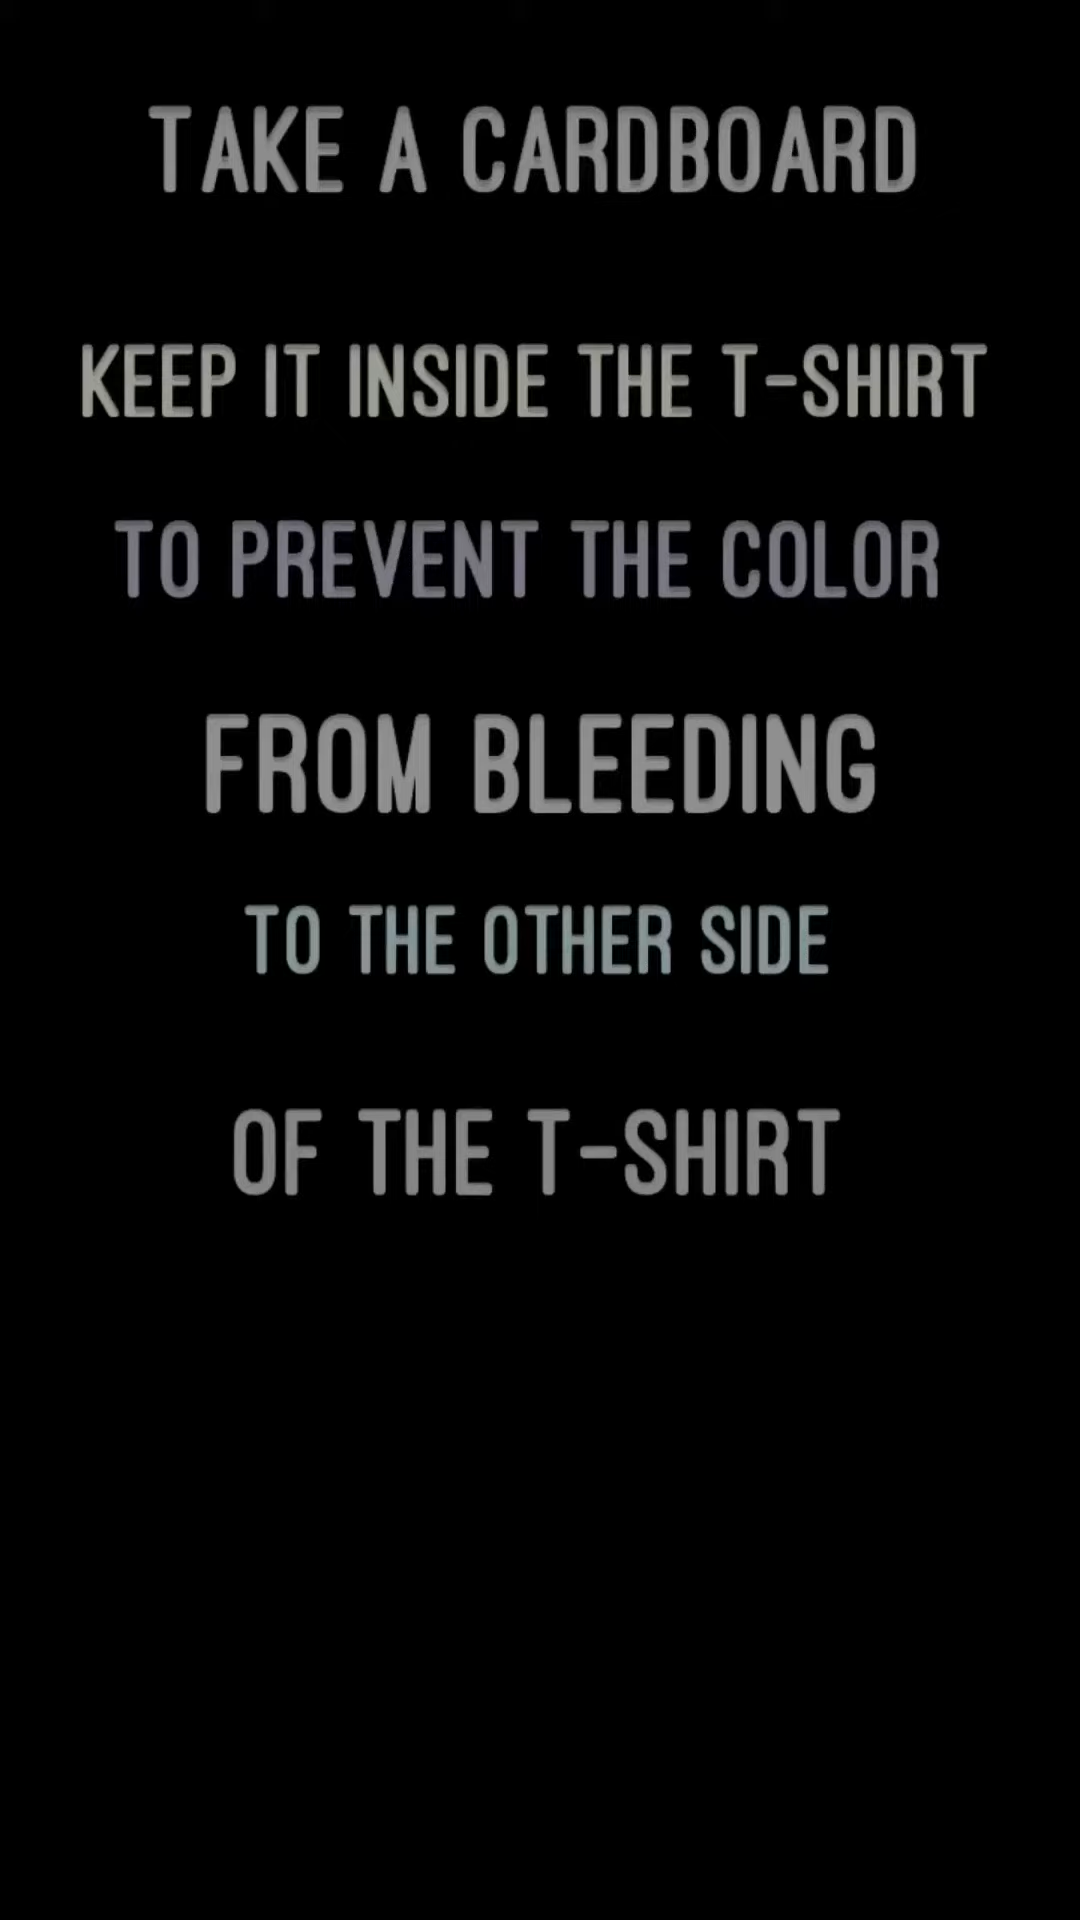 TAKE A CARDBOARD
KEEP IT INSIDE THE T-SHIRT
TO PREVENT THE COLOR
FROM BLEEDING
TO THE OTHER SIDE
OF THE T-SHIRT